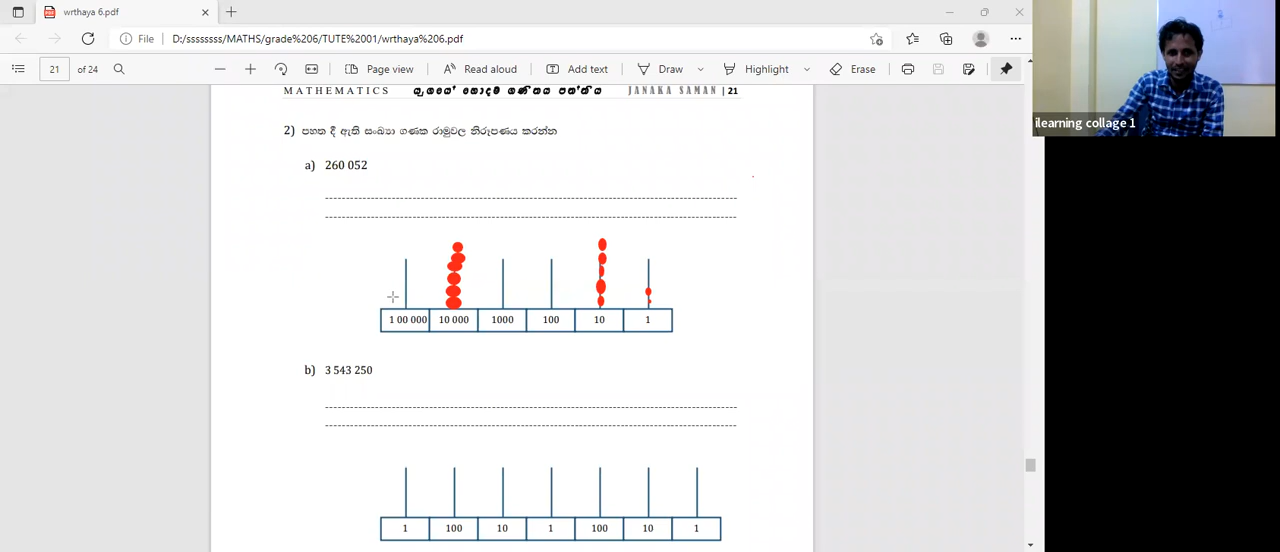 wrthaya 6.pdf
File D:/ssssssss/MATHS/grade%206/TUTE%2001/wrthaya%206.pdf
21 of 24 Page view Read aloud Add text Draw Highlight Erase
MATHEMATICS JANAKA SAMAN | 21
2) පහත දී ඇති සංඛ්‍යා ගණක රාමුවල නිරූපණය කරන්න
a) 260 052
1 00 000 10 000 1000 100 10 1
b) 3 543 250
1 100 10 1 100 10 1
ilearning collage 1